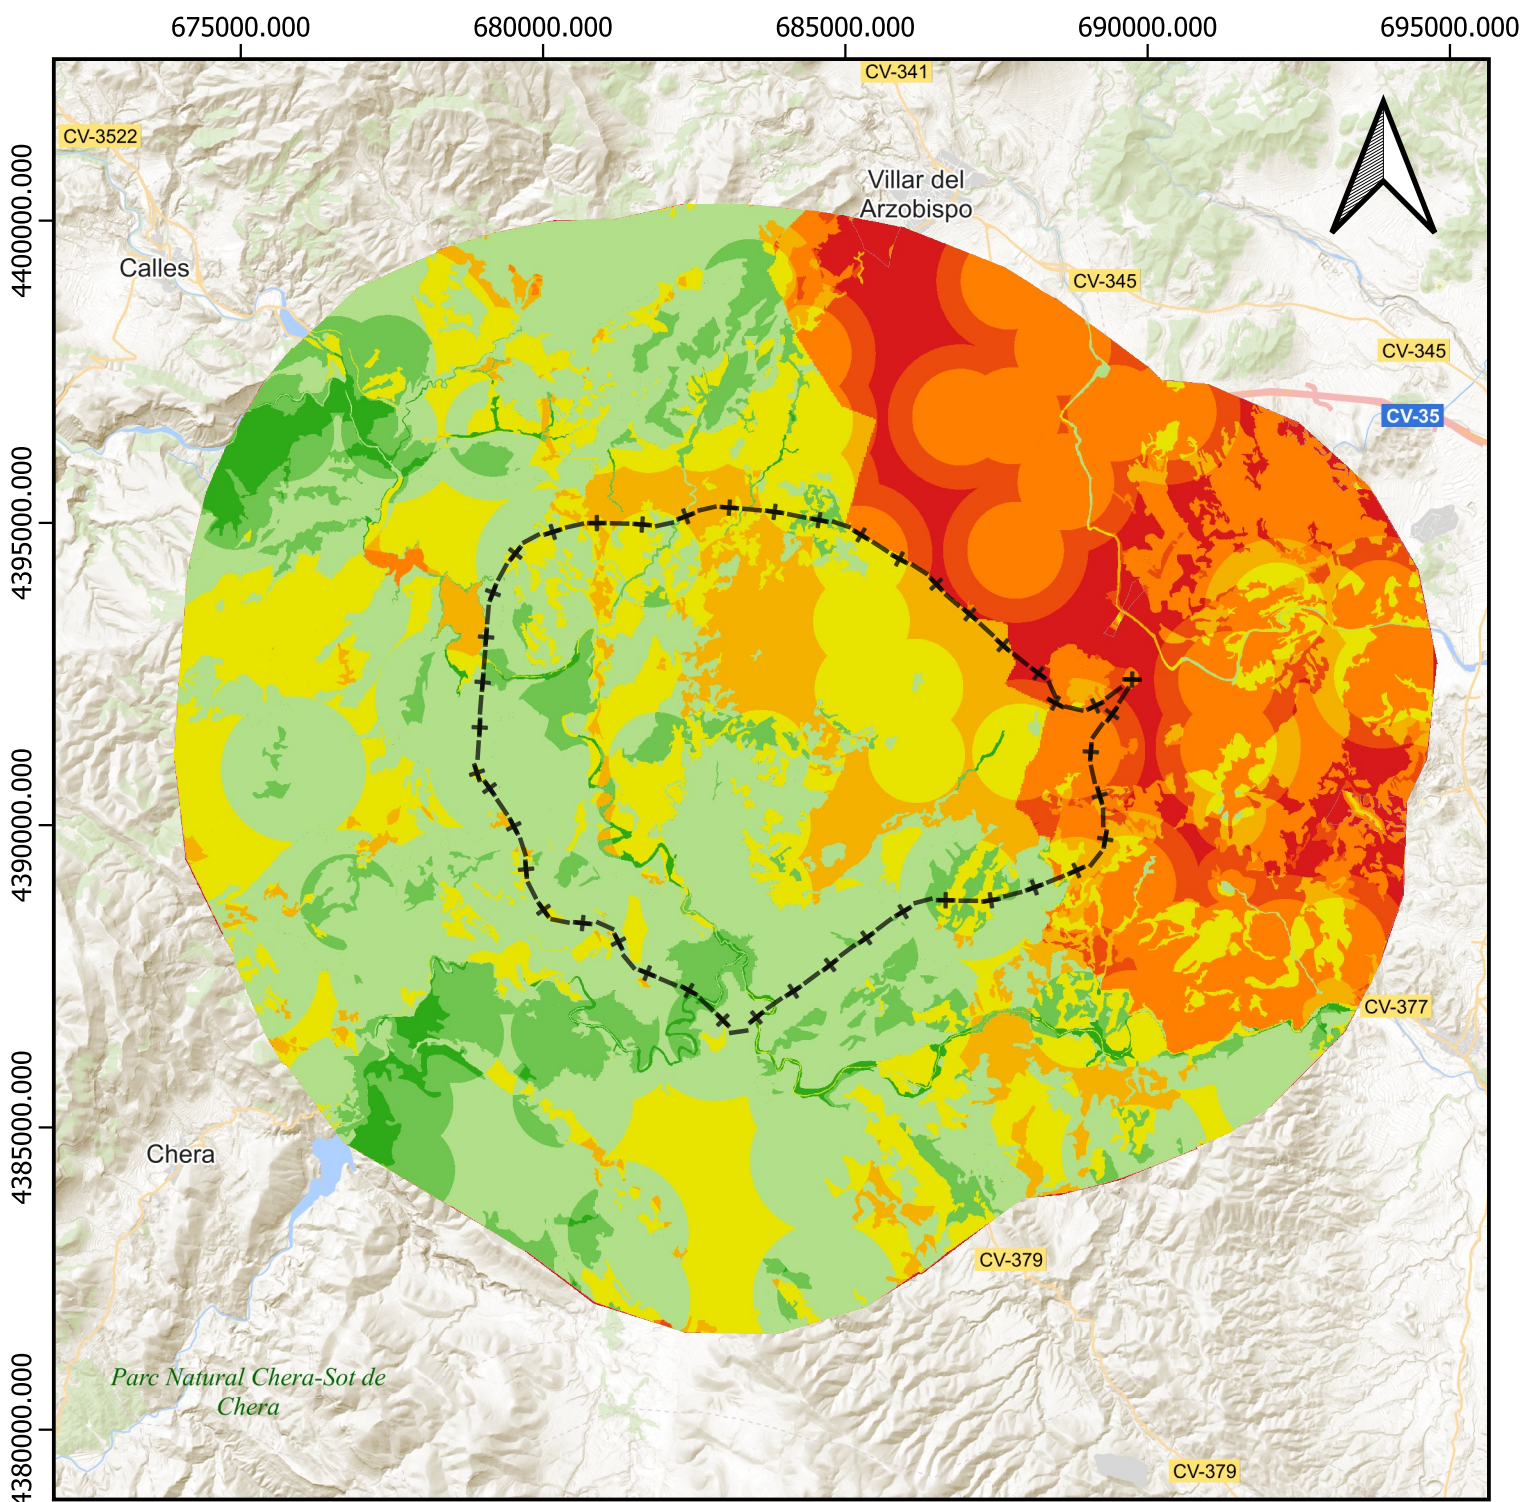 675000.000 680000.000 685000.000 690000.000 695000.000
CV-341
CV-3522
Villar del
Arzobispo
4400000.000
Calles
CV-345
CV-345
CV-35
4395000.000
4390000.000
CV-377
4385000.000
Chera
CV-379
Parc Natural Chera-Sot de
Chera
4380000.000
CV-379